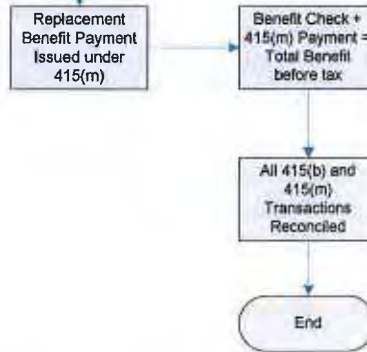 Replacement
Benefit Payment
Issued under
415(m)
Benefit Check +
415(m) Payment =
Total Benefit
before tax
All 415(b) and
415(m)
Transactions
Reconciled
End